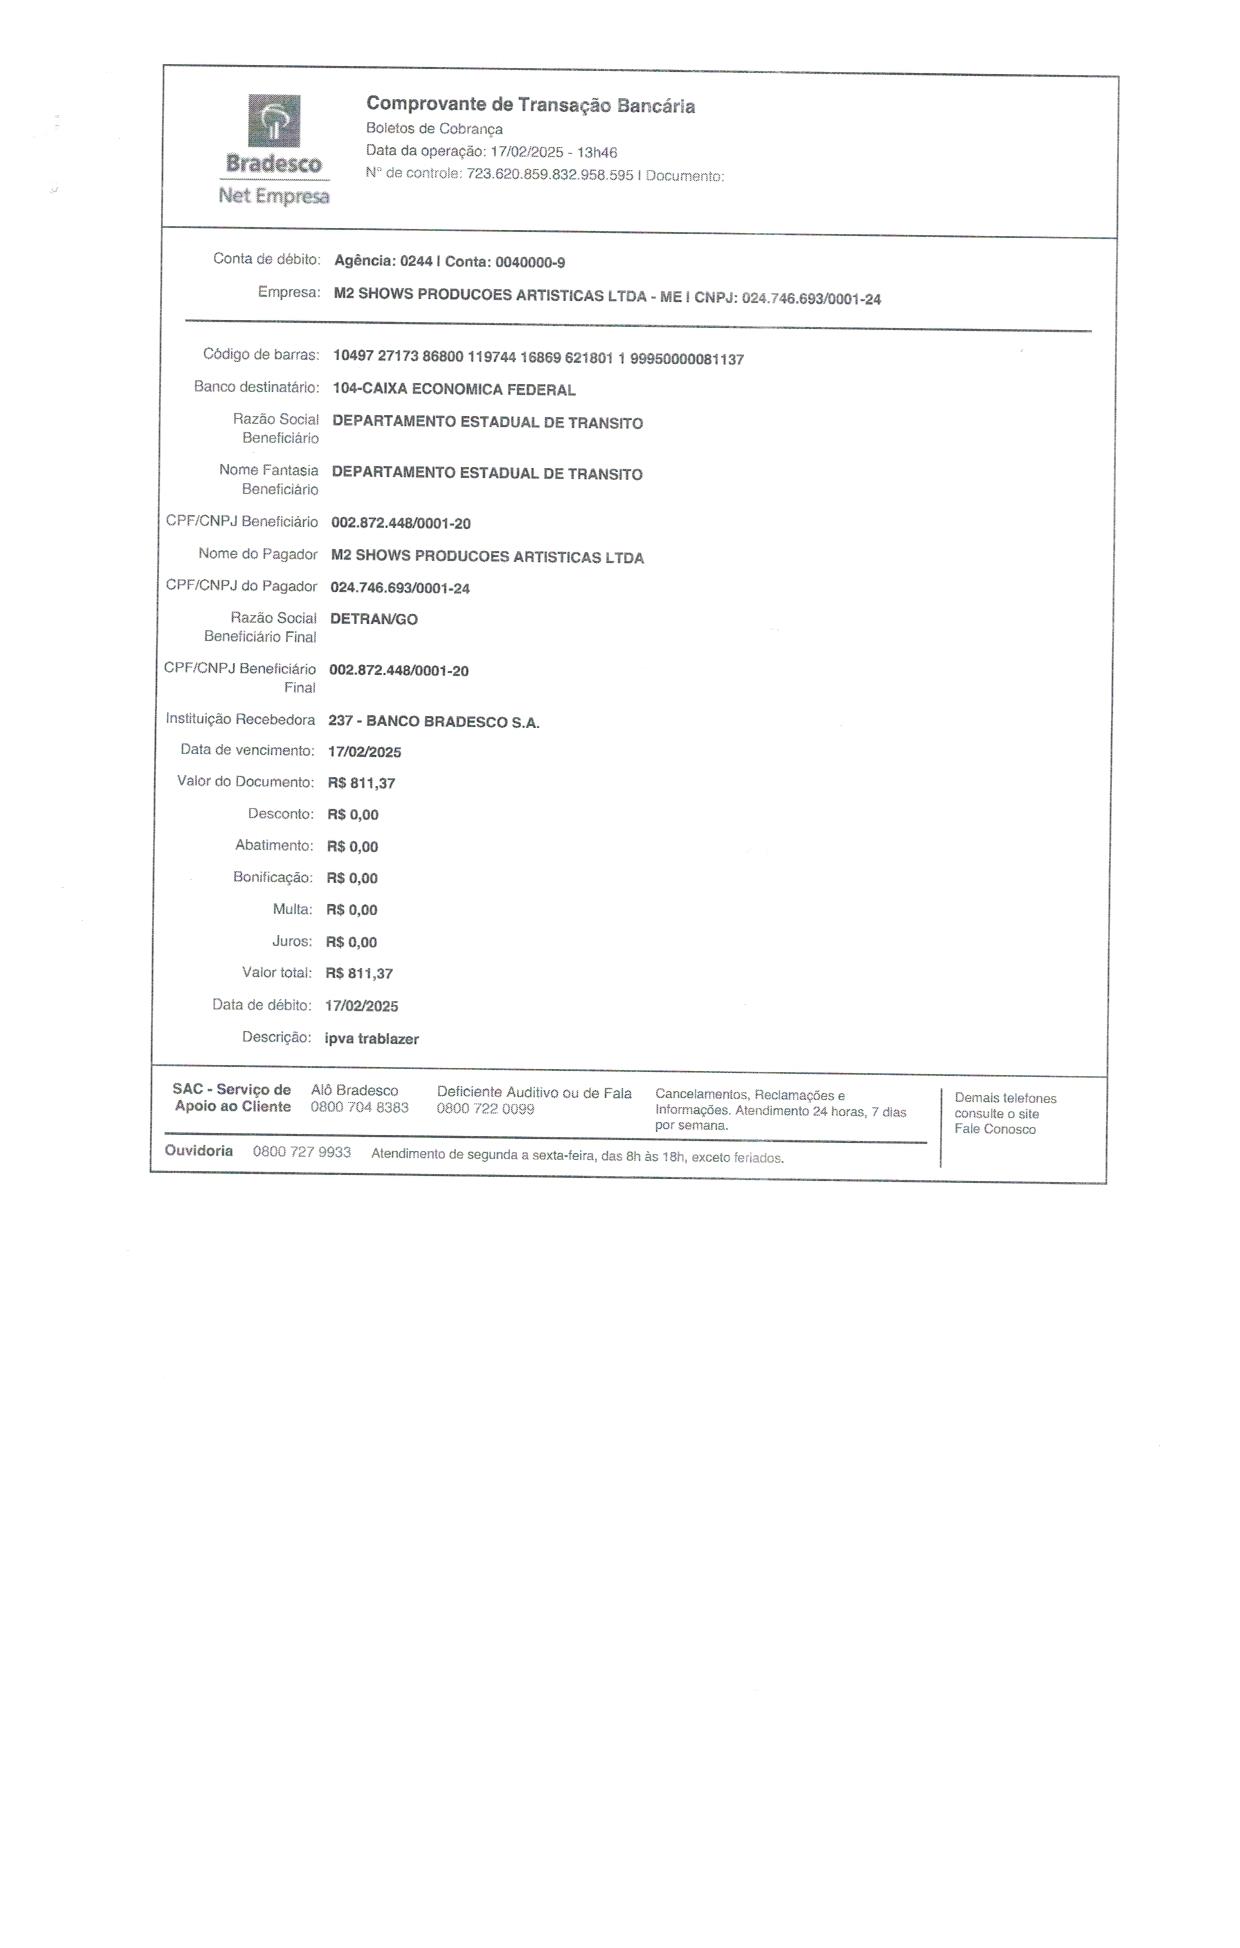 Bradesco
Net Empresa
Comprovante de Transação Bancária
Boletos de Cobrança
Data da operação: 17/02/2025 - 13h46
N° de controle: 723.620.859.832.958.595 | Documento:
Conta de débito: Agência: 0244 | Conta: 0040000-9
Empresa: M2 SHOWS PRODUCOES ARTISTICAS LTDA - ME | CNPJ: 024.746.693/0001-24
Código de barras: 10497 27173 86800 119744 16869 621801 1 99950000081137
Banco destinatário: 104-CAIXA ECONOMICA FEDERAL
Razão Social DEPARTAMENTO ESTADUAL DE TRANSITO
Beneficiário
Nome Fantasia DEPARTAMENTO ESTADUAL DE TRANSITO
Beneficiário
CPF/CNPJ Beneficiário 002.872.448/0001-20
Nome do Pagador M2 SHOWS PRODUCOES ARTISTICAS LTDA
CPF/CNPJ do Pagador 024.746.693/0001-24
Razão Social DETRAN/GO
Beneficiário Final
CPF/CNPJ Beneficiário 002.872.448/0001-20
Final
Instituição Recebedora 237 - BANCO BRADESCO S.A.
Data de vencimento: 17/02/2025
Valor do Documento: R$ 811,37
Desconto: R$ 0,00
Abatimento: R$ 0,00
Bonificação: R$ 0,00
Multa: R$ 0,00
Juros: R$ 0,00
Valor total: R$ 811,37
Data de débito: 17/02/2025
Descrição: ipva trablazer
SAC - Serviço de
Apoio ao Cliente
Alô Bradesco
0800 704 8383
Deficiente Auditivo ou de Fala
0800 722 0099
Cancelamentos, Reclamações e
Informações. Atendimento 24 horas, 7 dias
por semana.
Demais telefones
consulte o site
Fale Conosco
Ouvidoria 0800 727 9933 Atendimento de segunda a sexta-feira, das 8h às 18h, exceto feriados.